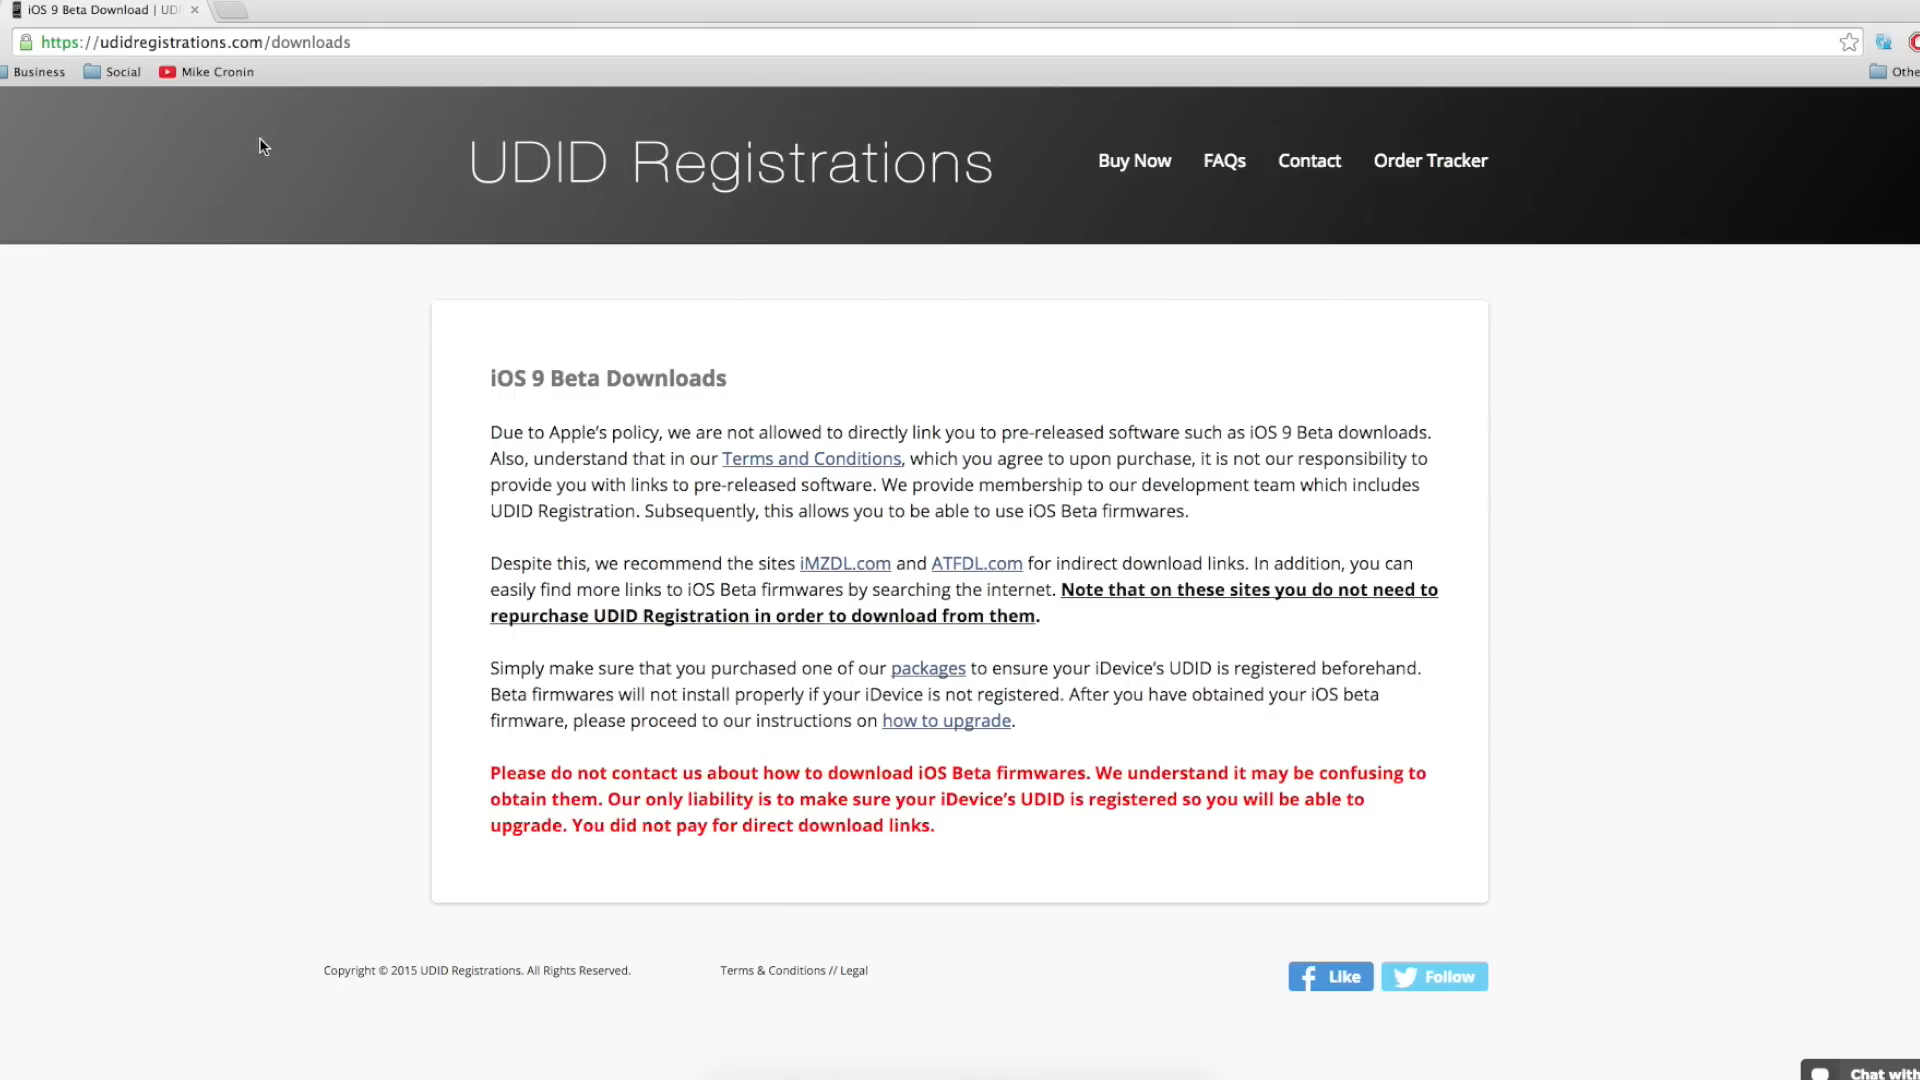 iOS 9 Beta Download | UD
https://udidregistrations.com/downloads
Business Social Mike Cronin Othe
UDID Registrations
Buy Now FAQs Contact Order Tracker
iOS 9 Beta Downloads
Due to Apple's policy, we are not allowed to directly link you to pre-released software such as iOS 9 Beta downloads.
Also, understand that in our Terms and Conditions, which you agree to upon purchase, it is not our responsibility to
provide you with links to pre-released software. We provide membership to our development team which includes
UDID Registration. Subsequently, this allows you to be able to use iOS Beta firmwares.
Despite this, we recommend the sites iMZDL.com and ATFDL.com for indirect download links. In addition, you can
easily find more links to iOS Beta firmwares by searching the internet. Note that on these sites you do not need to
repurchase UDID Registration in order to download from them.
Simply make sure that you purchased one of our packages to ensure your iDevice's UDID is registered beforehand.
Beta firmwares will not install properly if your iDevice is not registered. After you have obtained your iOS beta
firmware, please proceed to our instructions on how to upgrade.
Please do not contact us about how to download iOS Beta firmwares. We understand it may be confusing to
obtain them. Our only liability is to make sure your iDevice's UDID is registered so you will be able to
upgrade. You did not pay for direct download links.
Copyright © 2015 UDID Registrations. All Rights Reserved.
Terms & Conditions // Legal
Like Follow
Chat with